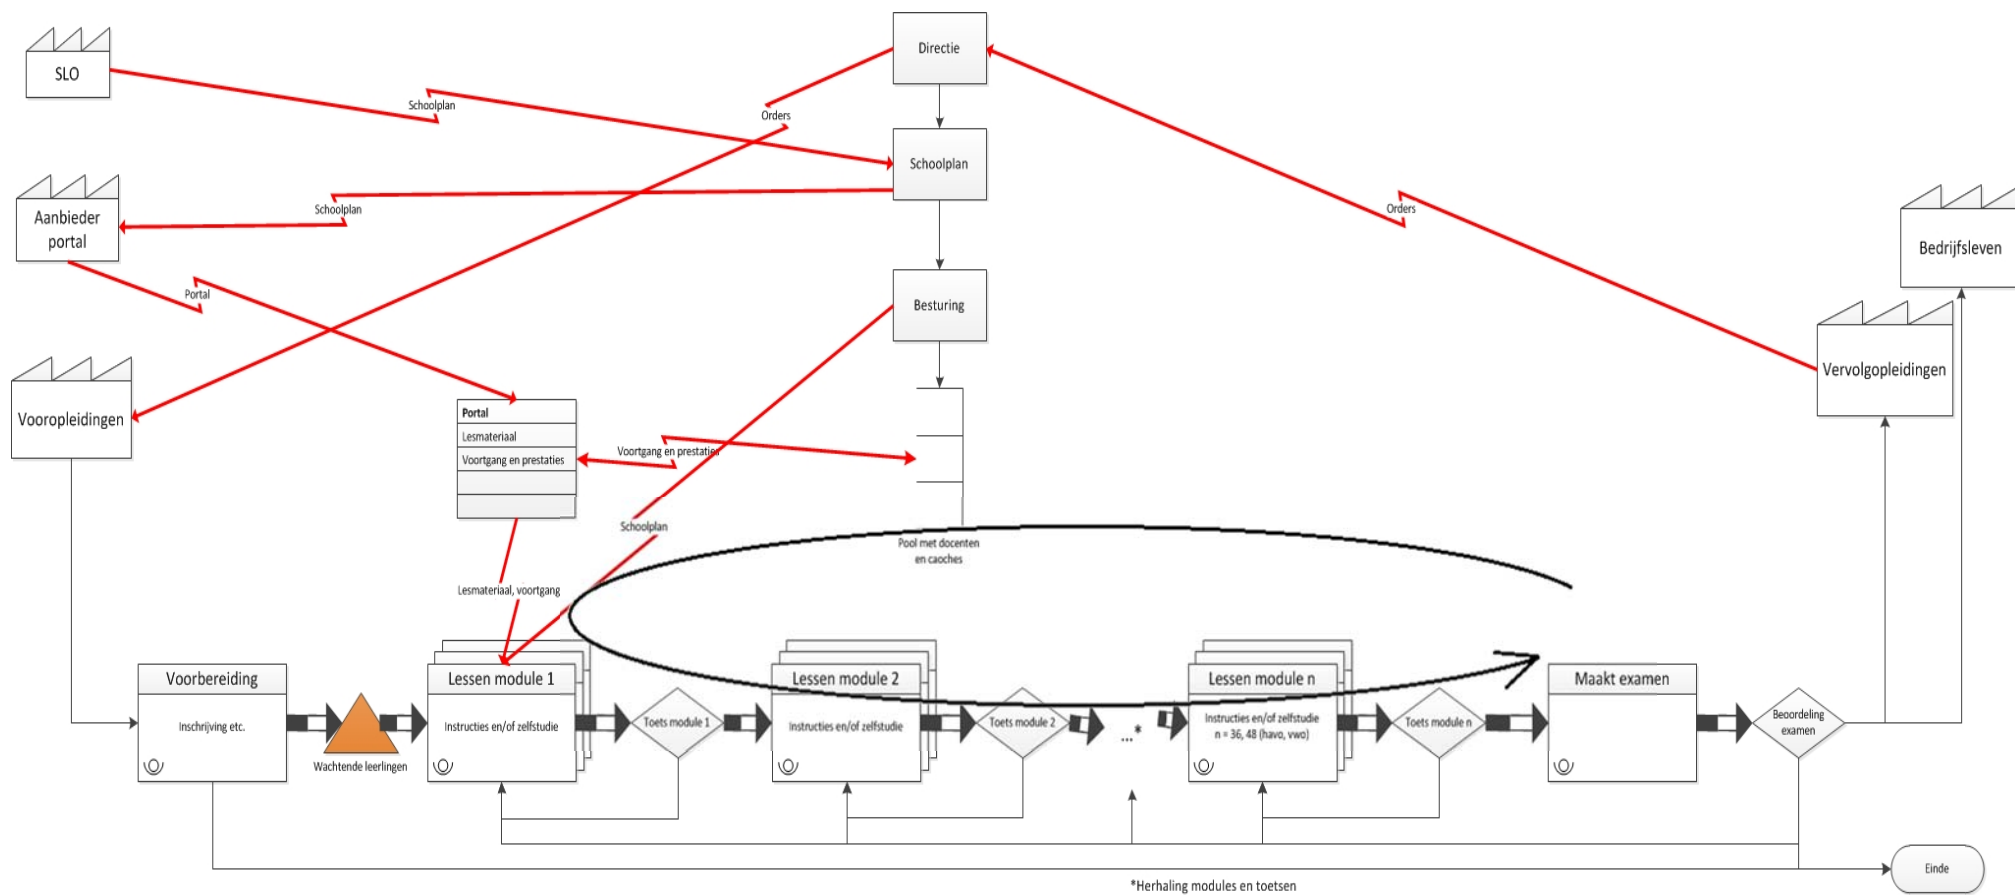 Directie
SLO
Schoolplan
Orders
Schoolplan
Aanbieder
portal
Schoolplan
Orders
Bedrijfsleven
Portal
Besturing
Vervolgopleidingen
Vooropleidingen
Portal
Lesmateriaal
Voortgang en prestaties
Voortgang en prestaties
Schoolplan
Pool met docenten
en caoches
Lesmateriaal, voortgang
Voorbereiding
Inschrijving etc.
Wachtende leerlingen
Lessen module 1
Instructies en/of zelfstudie
Toets module 1
Lessen module 2
Instructies en/of zelfstudie
Toets module 2
...*
Lessen module n
Instructies en/of zelfstudie
n = 36, 48 (havo, vwo)
Toets module n
Maakt examen
Beoordeling
examen
Einde
*Herhaling modules en toetsen